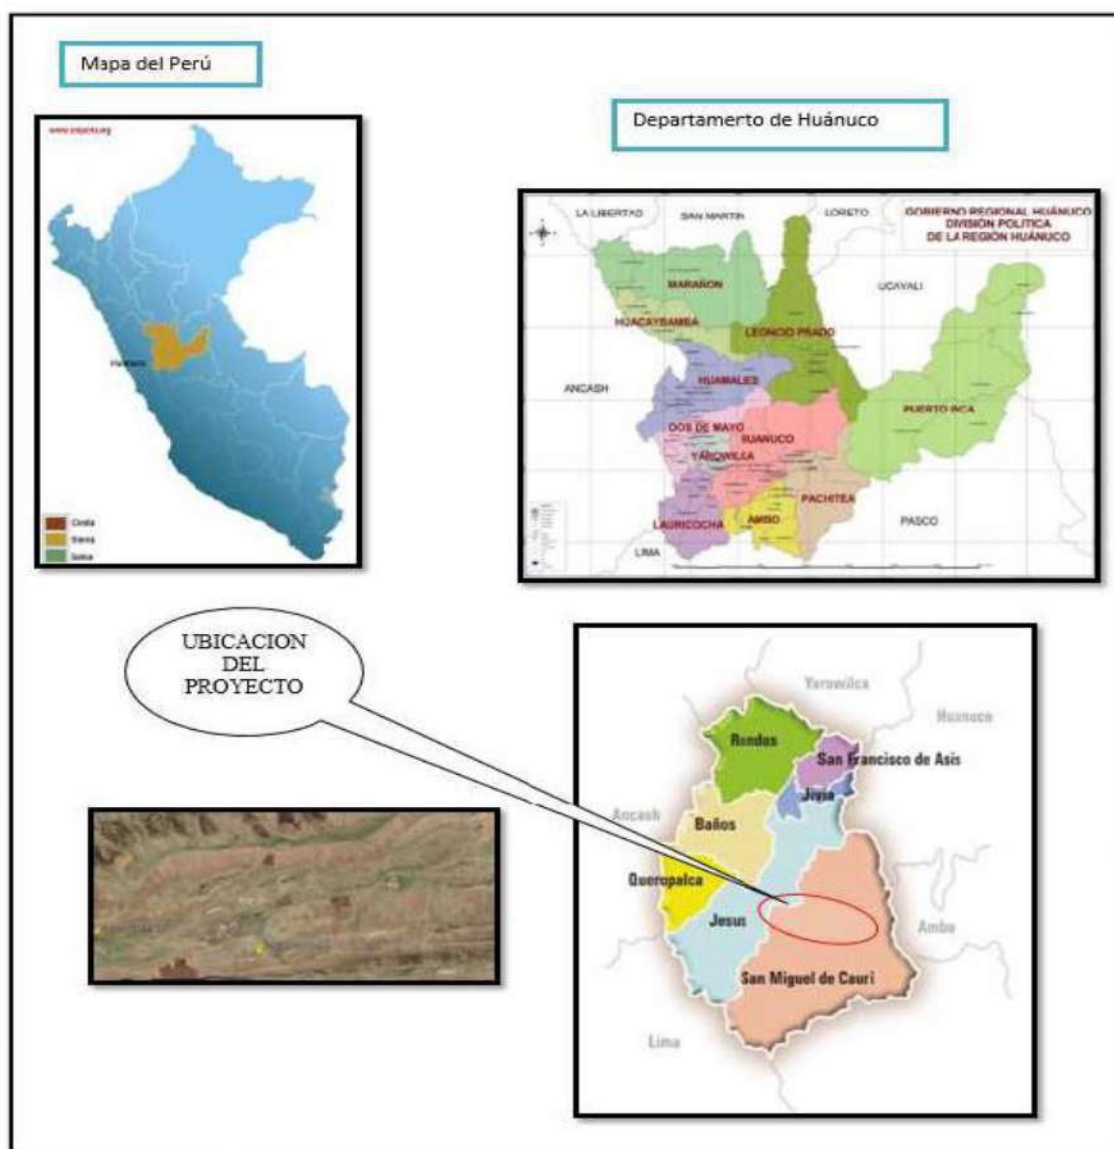 Mapa del Perú
Departamerto de Huánuco
Costa
Sierra
Selva
LA LIBERTAD
SAN MARTIN
LORETO
GOBIERNO REGIONAL HUÁNUCO
DIVISIÓN POLITICA
DE LA REGIÓN HUÁNUCO
MARAÑON
UCAYALI
HUACAYBAMBA
LEONCIO PRADO
ANCASH
HUAMALIES
PUERTO INCA
DOS DE MAYO
HUANUCO
YAROWILCA
PACHITEA
LAURICOCHA
AMBO
PASCO
LIMA
UBICACION
DEL
PROYECTO
Yarowilca
Huanuco
Rondos
San Francisco de Asis
Jivia
Ancash
Baños
Queropalca
Jesus
Ambo
San Miguel de Cauri
Lima